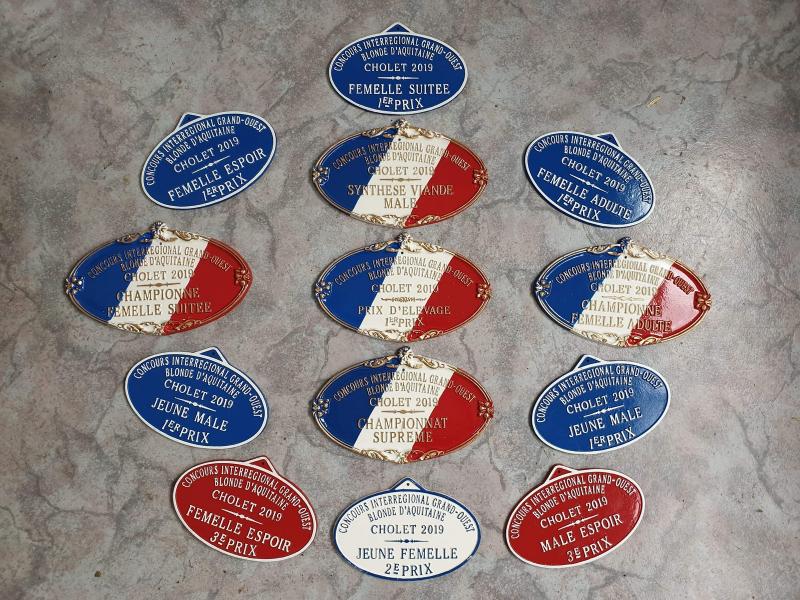 CONCOURS INTERREGIONAL GRAND-OUEST
BLONDE D'AQUITAINE
CHOLET 2019
FEMELLE SUITEE
1ER PRIX
CONCOURS INTERREGIONAL GRAND-OUEST
BLONDE D'AQUITAINE
CHOLET 2019
FEMELLE ESPOIR
1ER PRIX
CONCOURS INTERREGIONAL GRAND-OUEST
BLONDE D'AQUITAINE
CHOLET 2019
SYNTHESE VIANDE
MALE
CONCOURS INTERREGIONAL GRAND-OUEST
BLONDE D'AQUITAINE
CHOLET 2019
FEMELLE ADULTE
1ER PRIX
CONCOURS INTERREGIONAL GRAND-OUEST
BLONDE D'AQUITAINE
CHOLET 2019
CHAMPIONNE
FEMELLE SUITEE
CONCOURS INTERREGIONAL GRAND-OUEST
BLONDE D'AQUITAINE
CHOLET 2019
PRIX D'ELEVAGE
1ER PRIX
CONCOURS INTERREGIONAL GRAND-OUEST
BLONDE D'AQUITAINE
CHOLET 2019
CHAMPIONNE
FEMELLE ADULTE
CONCOURS INTERREGIONAL GRAND-OUEST
BLONDE D'AQUITAINE
CHOLET 2019
JEUNE MALE
1ER PRIX
CONCOURS INTERREGIONAL GRAND-OUEST
BLONDE D'AQUITAINE
CHOLET 2019
CHAMPIONNAT
SUPREME
CONCOURS INTERREGIONAL GRAND-OUEST
BLONDE D'AQUITAINE
CHOLET 2019
JEUNE MALE
1ER PRIX
CONCOURS INTERREGIONAL GRAND-OUEST
BLONDE D'AQUITAINE
CHOLET 2019
FEMELLE ESPOIR
3E PRIX
CONCOURS INTERREGIONAL GRAND-OUEST
BLONDE D'AQUITAINE
CHOLET 2019
JEUNE FEMELLE
2E PRIX
CONCOURS INTERREGIONAL GRAND-OUEST
BLONDE D'AQUITAINE
CHOLET 2019
MALE ESPOIR
3E PRIX